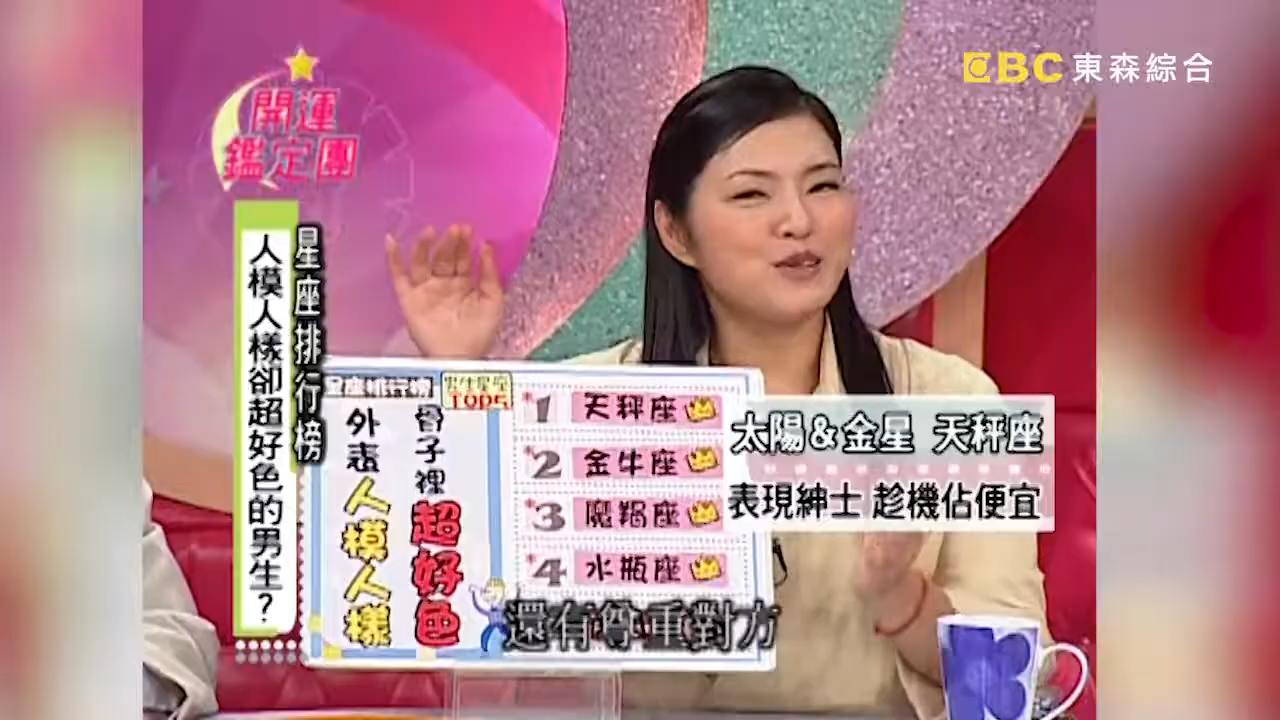 EBC 東森綜合
開運
鑑定團
星座排行榜
人模人樣卻超好色的男生?
星座排行榜
男生星座
TOP5
外表人模人樣
骨子裡超好色
1 天秤座
2 金牛座
3 魔羯座
4 水瓶座
太陽&金星 天秤座
表現紳士 趁機佔便宜
還有尊重對方